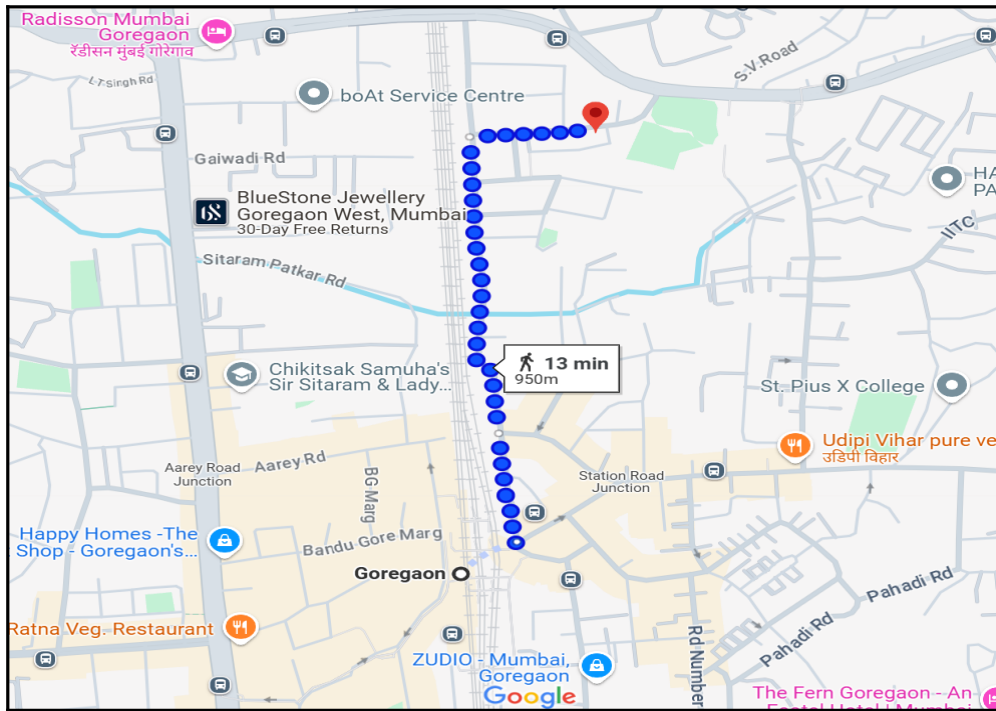 Radisson Mumbai
Goregaon
रॅडीसन मुंबई गोरेगाव
L T Singh Rd
boAt Service Centre
S.V.Road
Gaiwadi Rd
BlueStone Jewellery
Goregaon West, Mumbai
30-Day Free Returns
HA
PA
IITC
Sitaram Patkar Rd
13 min
950m
Chikitsak Samuha's
Sir Sitaram & Lady...
St. Pius X College
Udipi Vihar pure ve
उडिपी विहार
Aarey Road
Junction
Aarey Rd
BG Marg
Station Road
Junction
Happy Homes -The
Shop - Goregaon's...
Bandu Gore Marg
Goregaon
Pahadi Rd
Pahadi Rd
Ratna Veg. Restaurant
Rd Number
ZUDIO - Mumbai,
Goregaon
Google
The Fern Goregaon - An